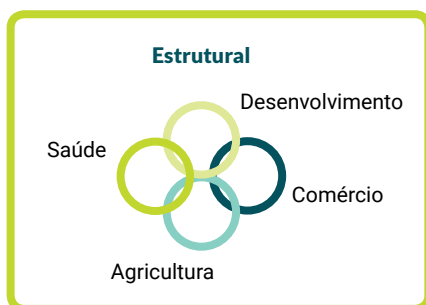 Estrutural
Desenvolvimento
Saúde
Comércio
Agricultura